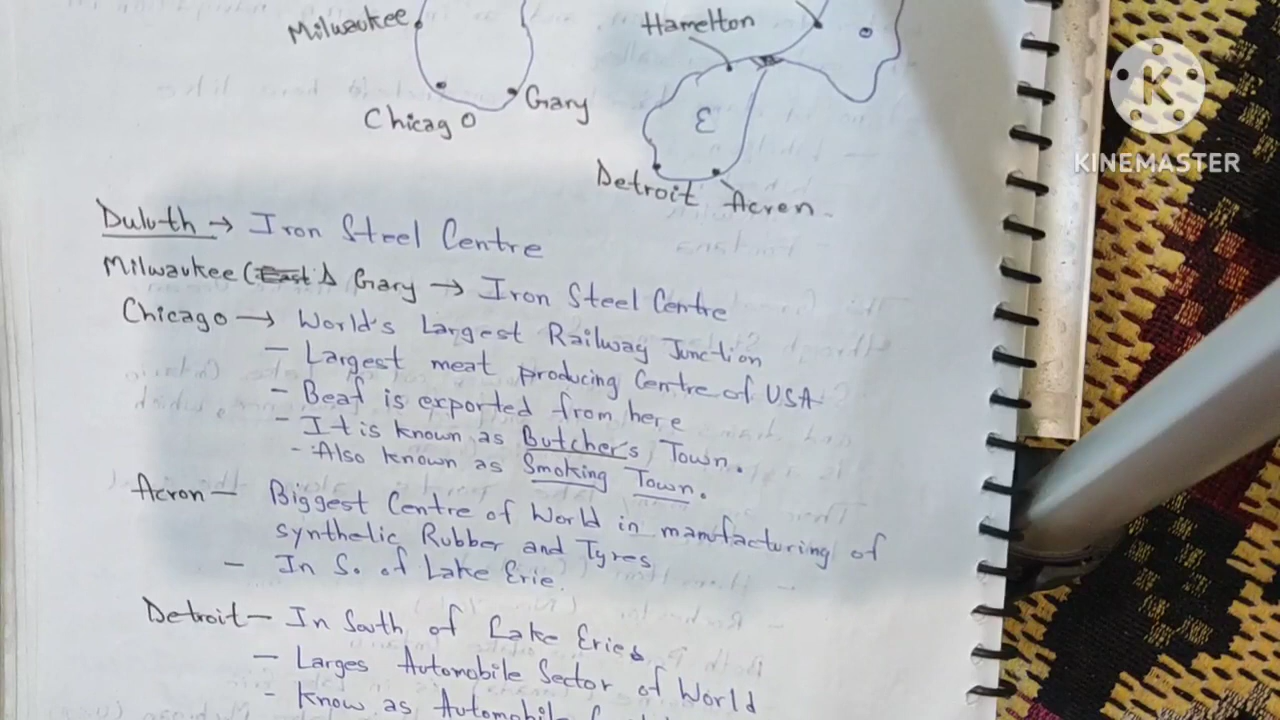 Hamelton
Milwaukee
Gary
Chicago
E
Detroit Acren
K
KINEMASTER
Duluth → Iron Steel Centre
Milwaukee ( Gary → Iron Steel Centre
Chicago → World's Largest Railway Junction
- Largest meat producing Centre of USA
- Beaf is exported from here
- It is known as Butcher's Town.
- Also known as Smoking Town.
Acron - Biggest Centre of World in manufacturing of
synthelic Rubber and Tyres
- In S. of Lake Erie
Detroit - In South of Lake Erie
- Larges Automobile Sector of World
- Know as Automobile